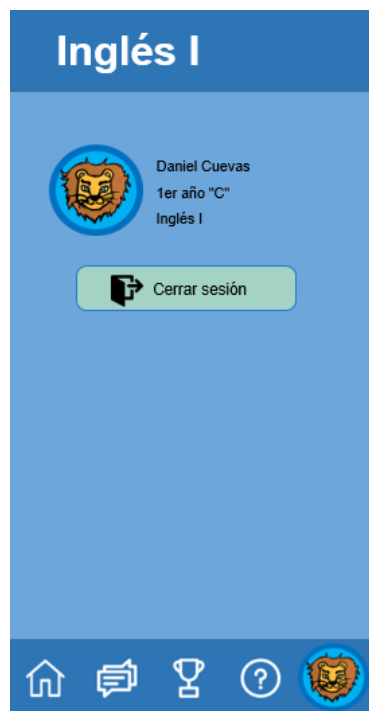 Inglés I
Daniel Cuevas
1er año "C"
Inglés I
Cerrar sesión
?